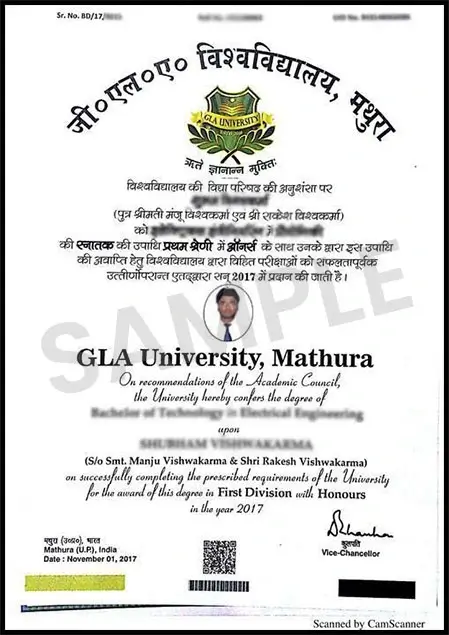 Sr. No. BD/17/
जी०एल०ए० विश्वविद्यालय, मथुरा
GLA UNIVERSITY
ऋते ज्ञानान्न मुक्तिः
विश्वविद्यालय की विद्या परिषद की अनुशंसा पर
(पुत्र श्रीमती मंजू विश्वकर्मा एवं श्री राकेश विश्वकर्मा)
को
में
की स्नातक की उपाधि प्रथम श्रेणी में ऑनर्स के साथ उनके द्वारा इस उपाधि
की अवाप्ति हेतु विश्वविद्यालय द्वारा विहित परीक्षाओं को सफलतापूर्वक
उत्तीर्णोपरान्त एतद्द्वारा सन् 2017 में प्रदान की जाती है।
SAMPLE
GLA University, Mathura
On recommendations of the Academic Council,
the University hereby confers the degree of
Bachelor of Technology in Electrical Engineering
upon
SHUBHAM VISHWAKARMA
(S/o Smt. Manju Vishwakarma & Shri Rakesh Vishwakarma)
on successfully completing the prescribed requirements of the University
for the award of this degree in First Division with Honours
in the year 2017
मथुरा (उ०प्र०), भारत
Mathura (U.P.), India
Date : November 01, 2017
कुलपति
Vice-Chancellor
Scanned by CamScanner